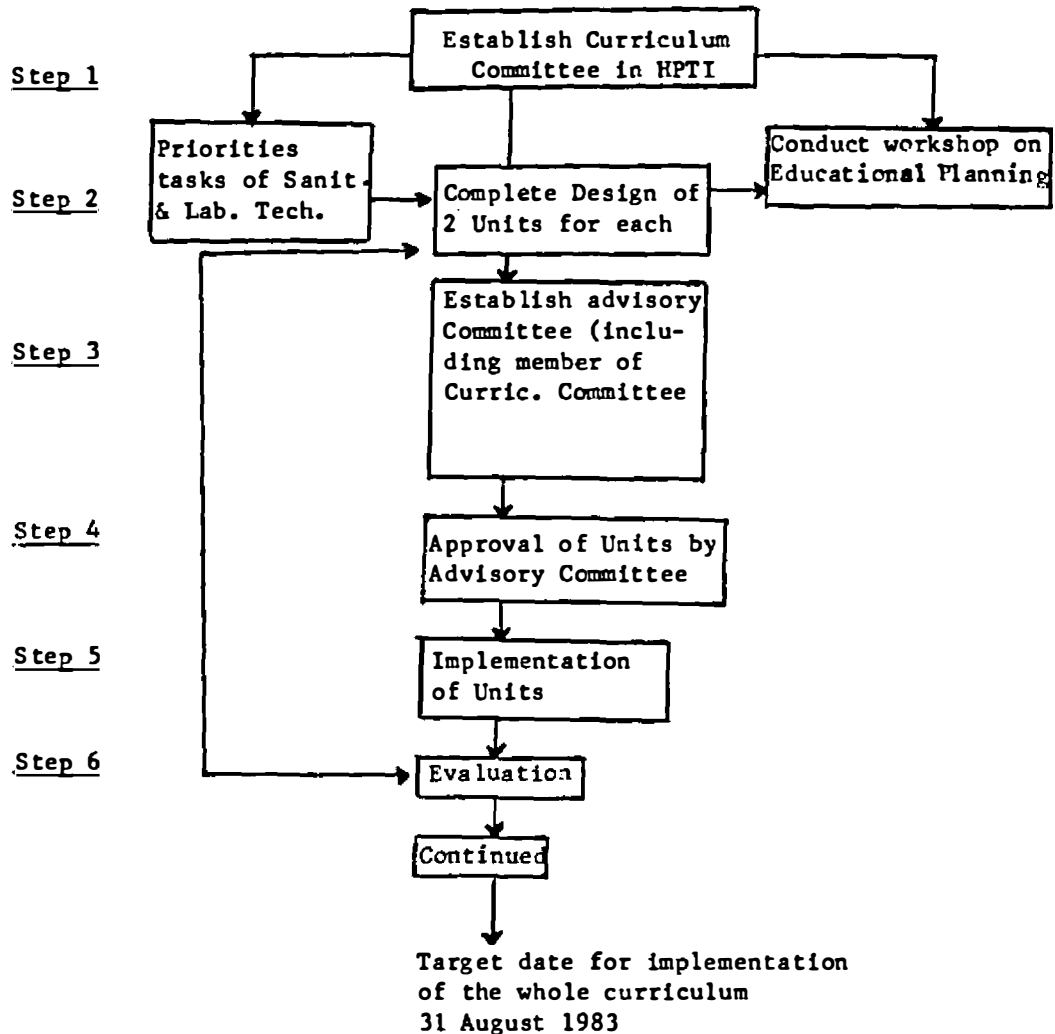 Establish Curriculum
Committee in HPTI
Step 1
Priorities
tasks of Sanit.
& Lab. Tech.
Conduct workshop on
Educational Planning
Step 2
Complete Design of
2 Units for each
Step 3
Establish advisory
Committee (inclu-
ding member of
Curric. Committee
Step 4
Approval of Units by
Advisory Committee
Step 5
Implementation
of Units
Step 6
Evaluation
Continued
Target date for implementation
of the whole curriculum
31 August 1983